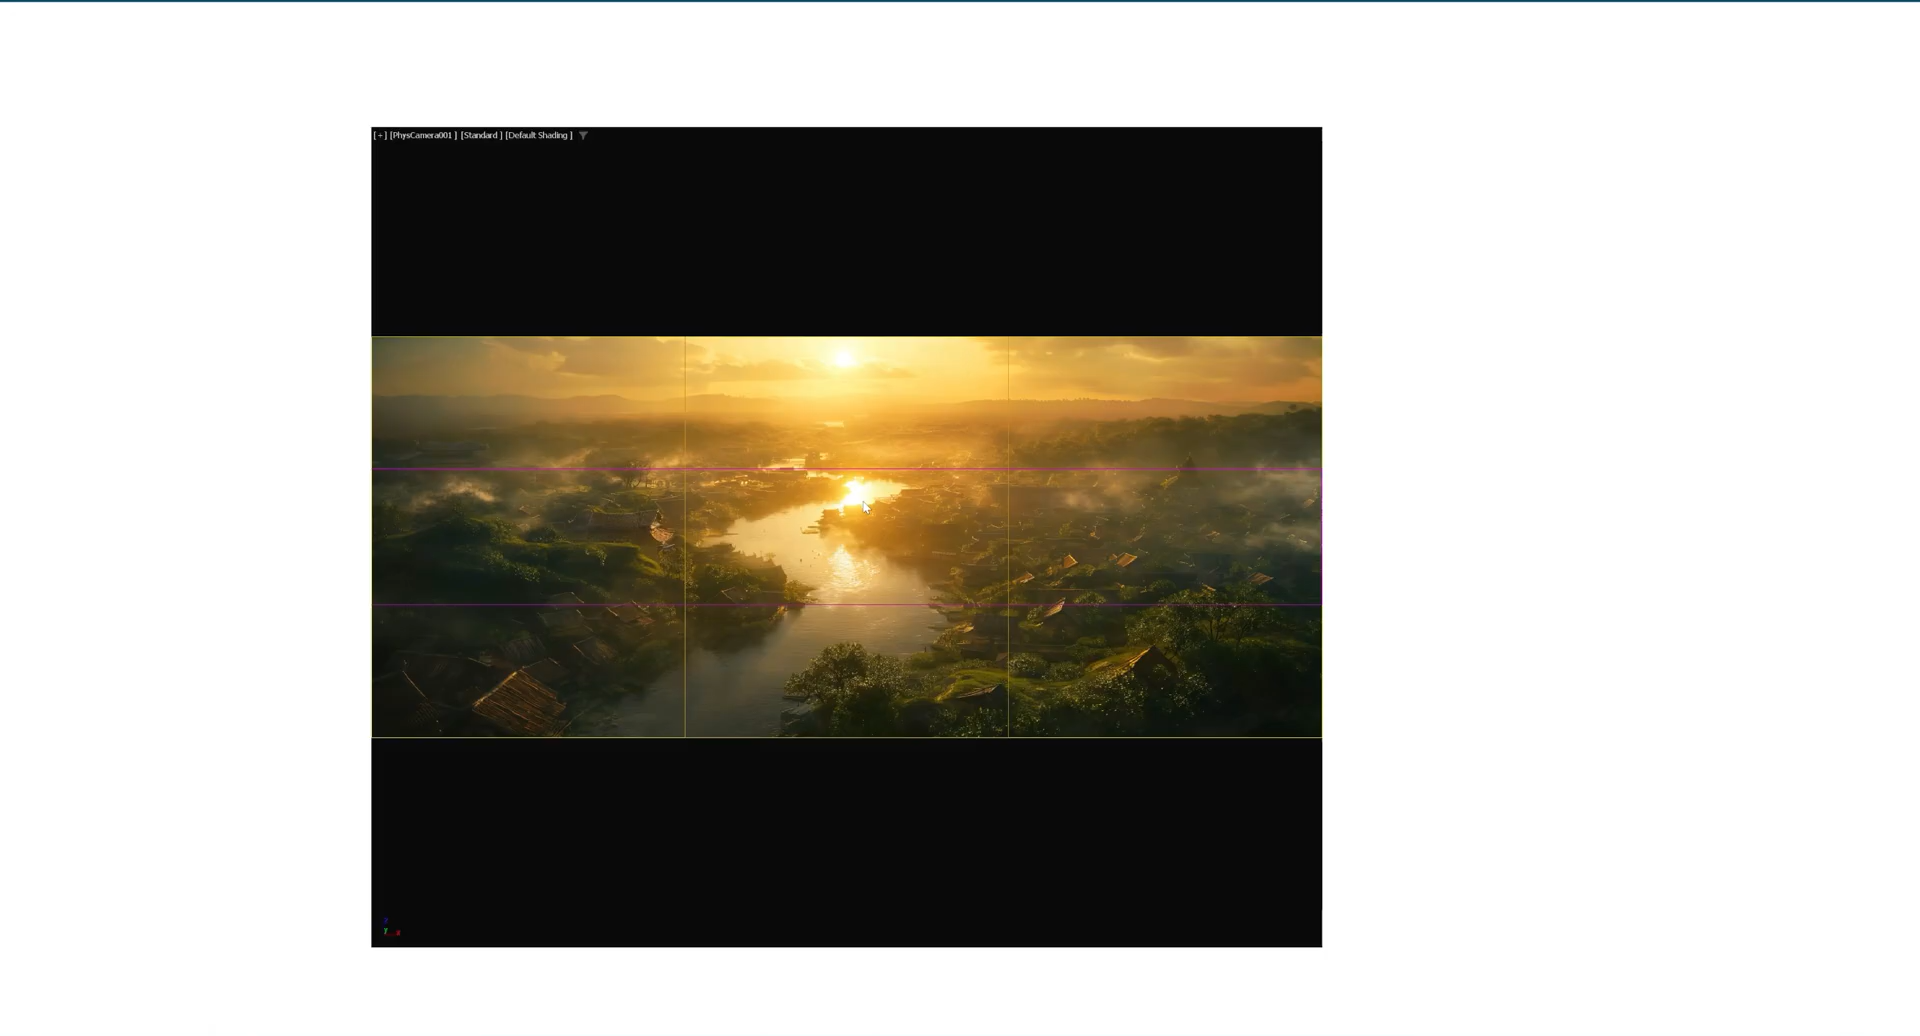 [+] [PhysCamera001 ] [Standard ] [Default Shading ]
z
y
x